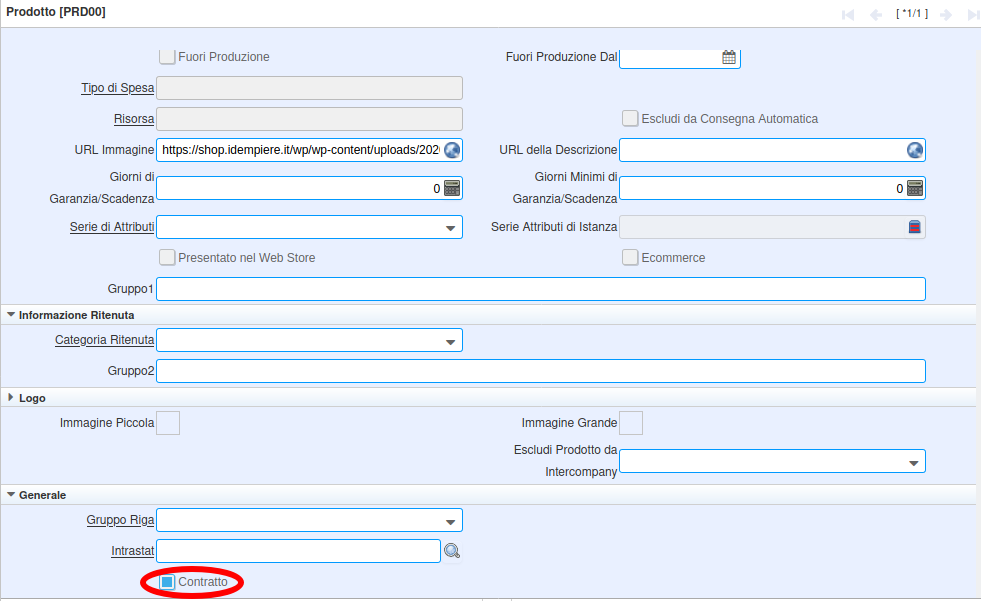 Prodotto [PRD00]
[ *1/1 ]
Fuori Produzione
Fuori Produzione Dal
Tipo di Spesa
Risorsa
Escludi da Consegna Automatica
URL Immagine
https://shop.idempiere.it/wp/wp-content/uploads/202
URL della Descrizione
Giorni di
Garanzia/Scadenza
0
Giorni Minimi di
Garanzia/Scadenza
0
Serie di Attributi
Serie Attributi di Istanza
Presentato nel Web Store
Ecommerce
Gruppo1
Informazione Ritenuta
Categoria Ritenuta
Gruppo2
Logo
Immagine Piccola
Immagine Grande
Escludi Prodotto da
Intercompany
Generale
Gruppo Riga
Intrastat
Contratto